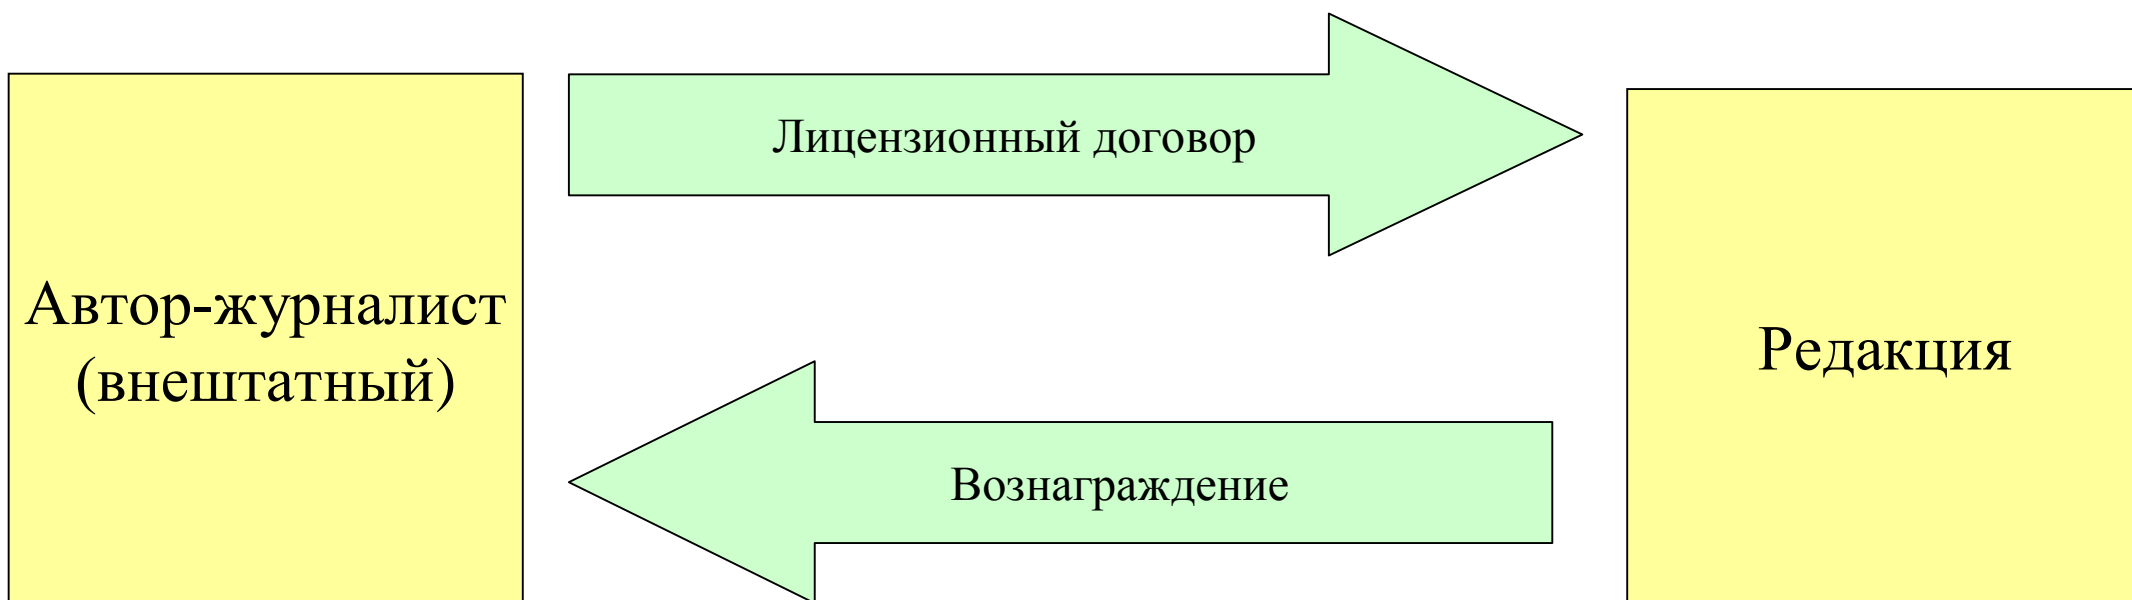 Лицензионный договор
Автор-журналист
(внештатный)
Редакция
Вознаграждение